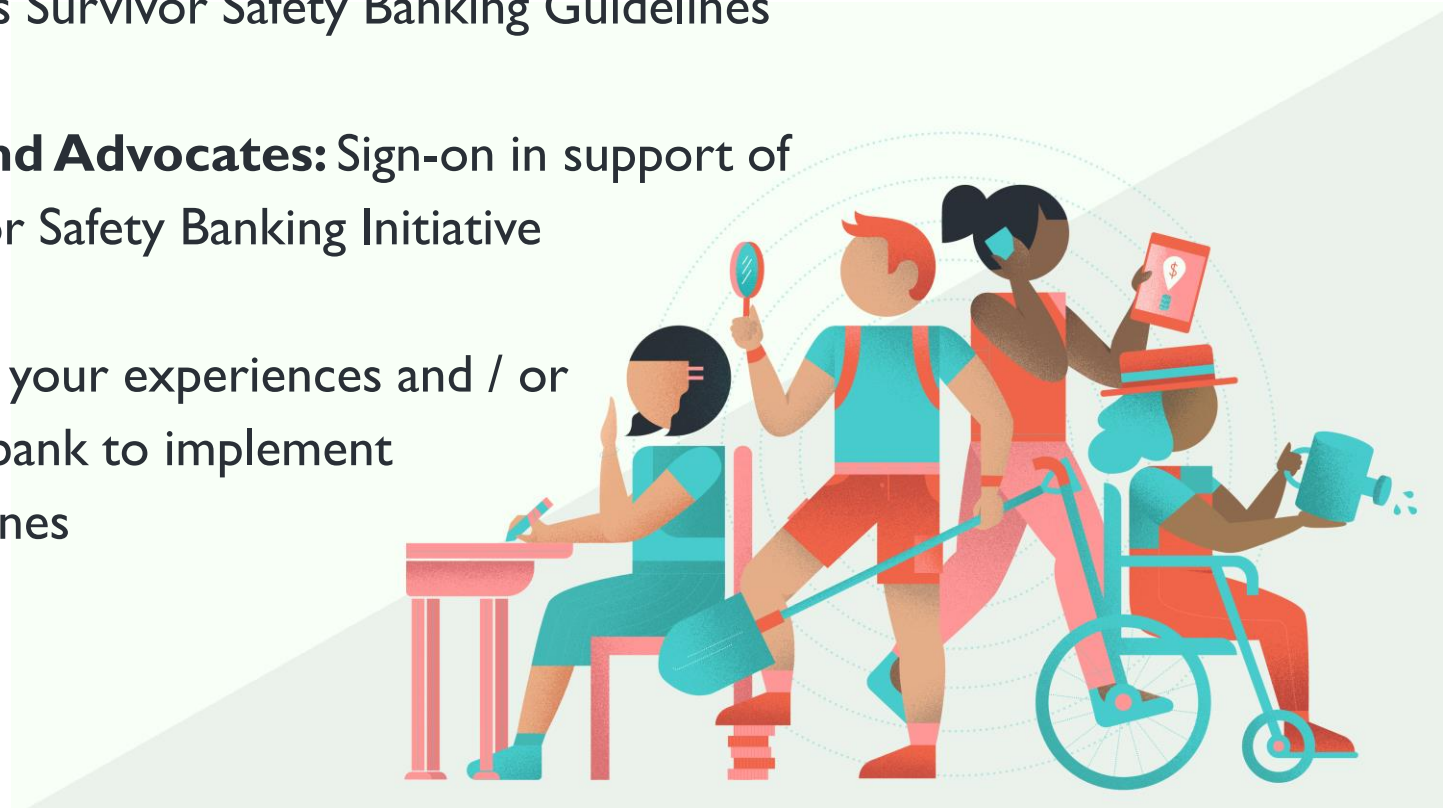 s Survivor Safety Banking Guidelines
nd Advocates: Sign-on in support of
or Safety Banking Initiative
your experiences and / or
bank to implement
nes
$